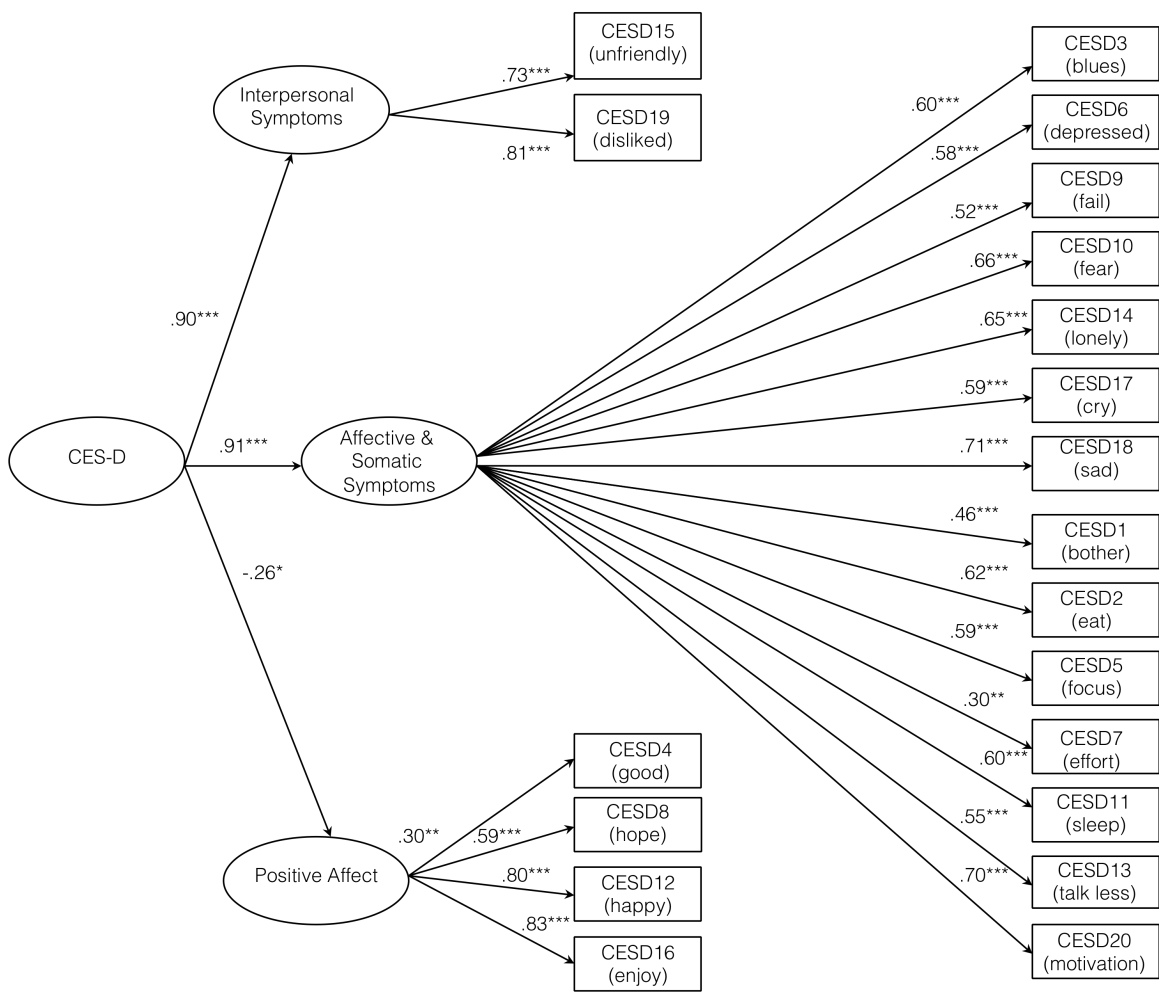 CESD15
(unfriendly)
.73***
Interpersonal
Symptoms
CESD19
(disliked)
.81***
.90***
CES-D
.91***
Affective &
Somatic
Symptoms
-.26*
Positive Affect
.30**
CESD4
(good)
.59***
CESD8
(hope)
.80***
CESD12
(happy)
.83***
CESD16
(enjoy)
.60***
CESD3
(blues)
.58***
CESD6
(depressed)
.52***
CESD9
(fail)
.66***
CESD10
(fear)
.65***
CESD14
(lonely)
.59***
CESD17
(cry)
.71***
CESD18
(sad)
.46***
CESD1
(bother)
.62***
CESD2
(eat)
.59***
CESD5
(focus)
.30**
CESD7
(effort)
.60***
CESD11
(sleep)
.55***
CESD13
(talk less)
.70***
CESD20
(motivation)